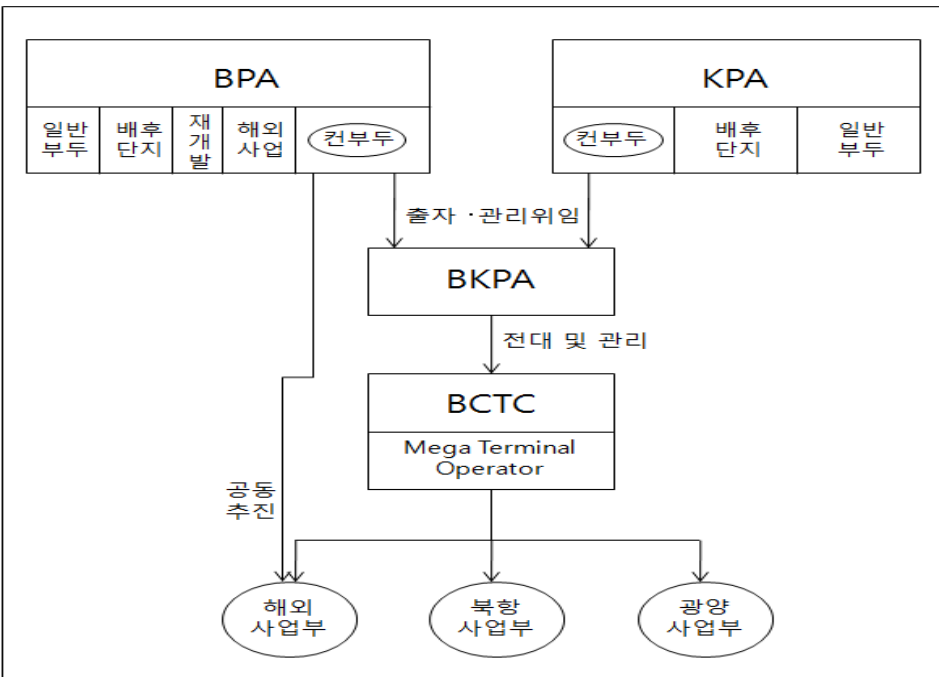 BPA
일반
부두
배후
단지
재
개
발
해외
사업
컨부두
KPA
컨부두
배후
단지
일반
부두
출자 ·관리위임
BKPA
전대 및 관리
BCTC
Mega Terminal
Operator
공동
추진
해외
사업부
북항
사업부
광양
사업부